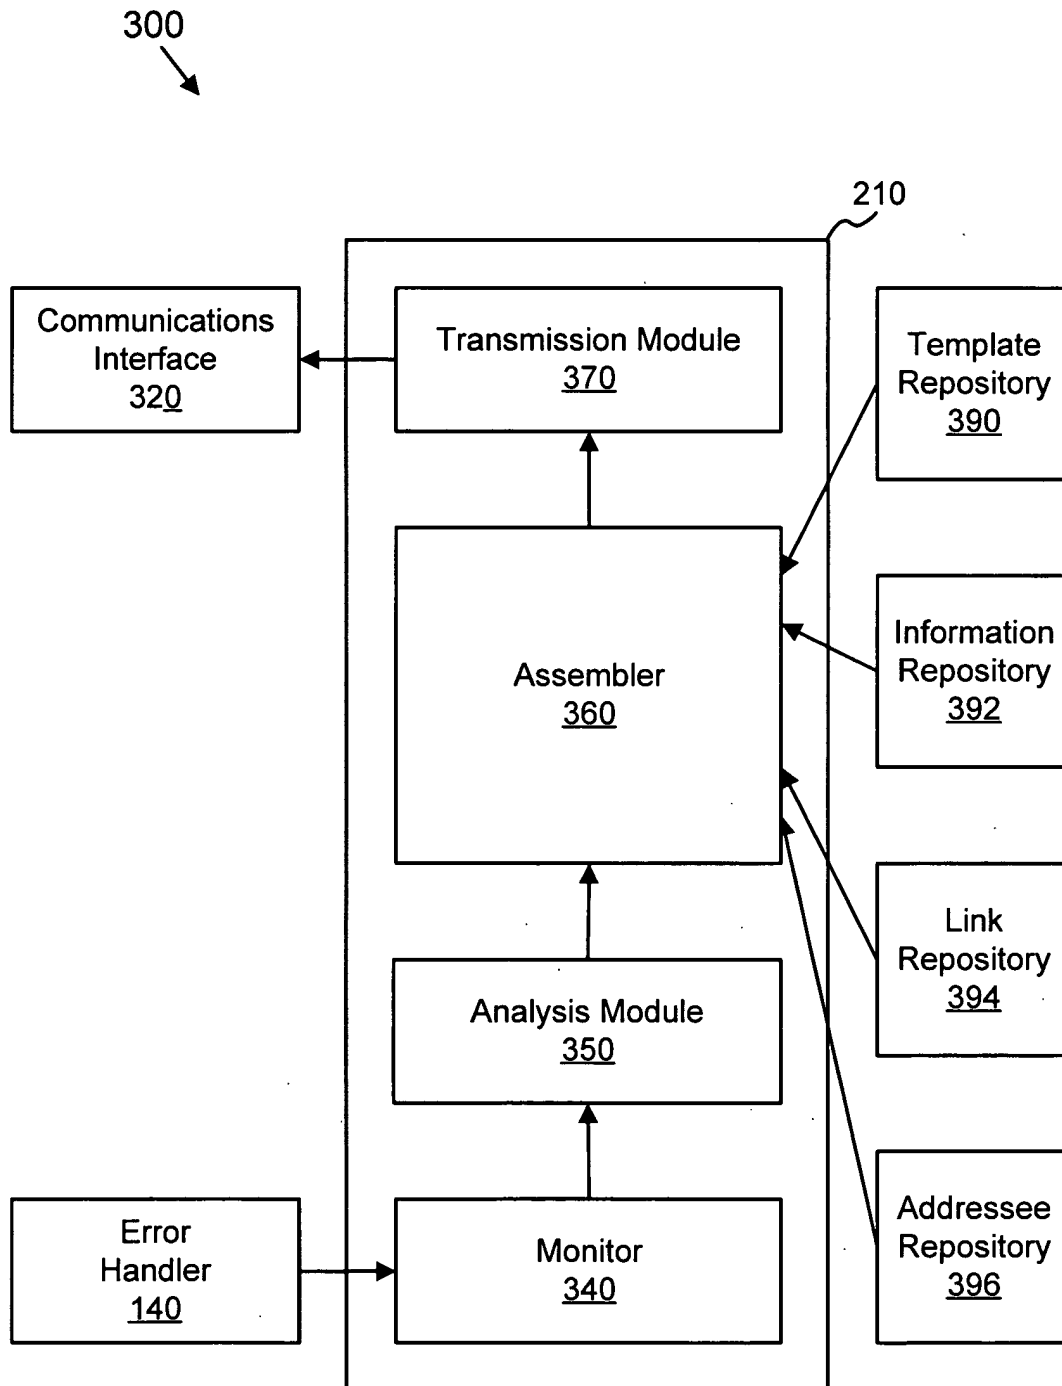 300
210
Communications
Interface
320
Transmission Module
370
Template
Repository
390
Assembler
360
Information
Repository
392
Link
Repository
394
Analysis Module
350
Error
Handler
140
Monitor
340
Addressee
Repository
396